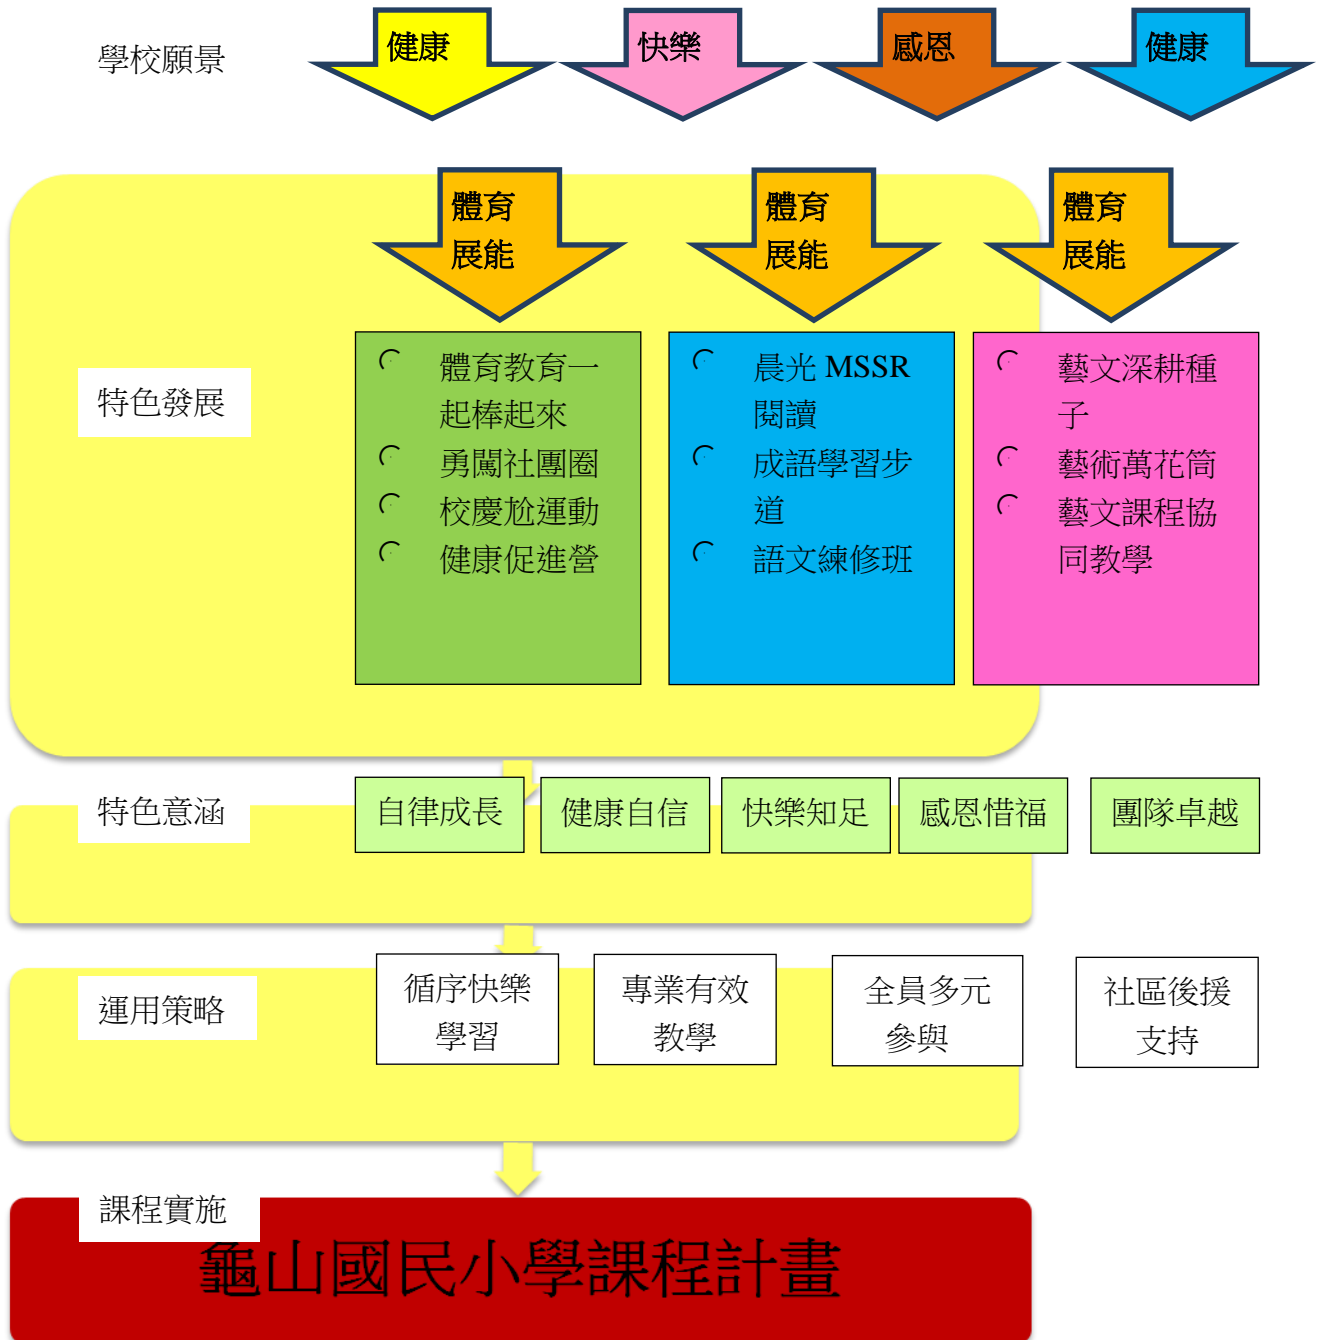 學校願景
健康
快樂
感恩
健康
體育
展能
體育
展能
體育
展能
特色發展
體育教育一
起棒起來
勇闖社團圈
校慶尬運動
健康促進營
晨光 MSSR
閱讀
成語學習步
道
語文練修班
藝文深耕種
子
藝術萬花筒
藝文課程協
同教學
特色意涵
自律成長
健康自信
快樂知足
感恩惜福
團隊卓越
運用策略
循序快樂
學習
專業有效
教學
全員多元
參與
社區後援
支持
課程實施
龜山國民小學課程計畫